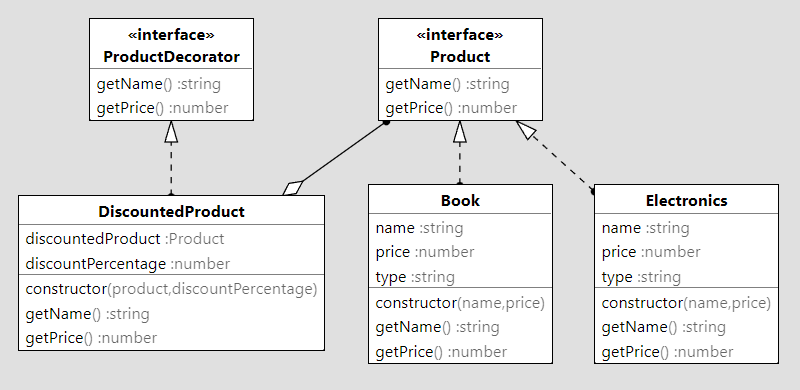 «interface»
ProductDecorator
getName() :string
getPrice() :number
«interface»
Product
getName() :string
getPrice() :number
DiscountedProduct
discountedProduct :Product
discountPercentage :number
constructor(product,discountPercentage)
getName() :string
getPrice() :number
Book
name :string
price :number
type :string
constructor(name,price)
getName() :string
getPrice() :number
Electronics
name :string
price :number
type :string
constructor(name,price)
getName() :string
getPrice() :number